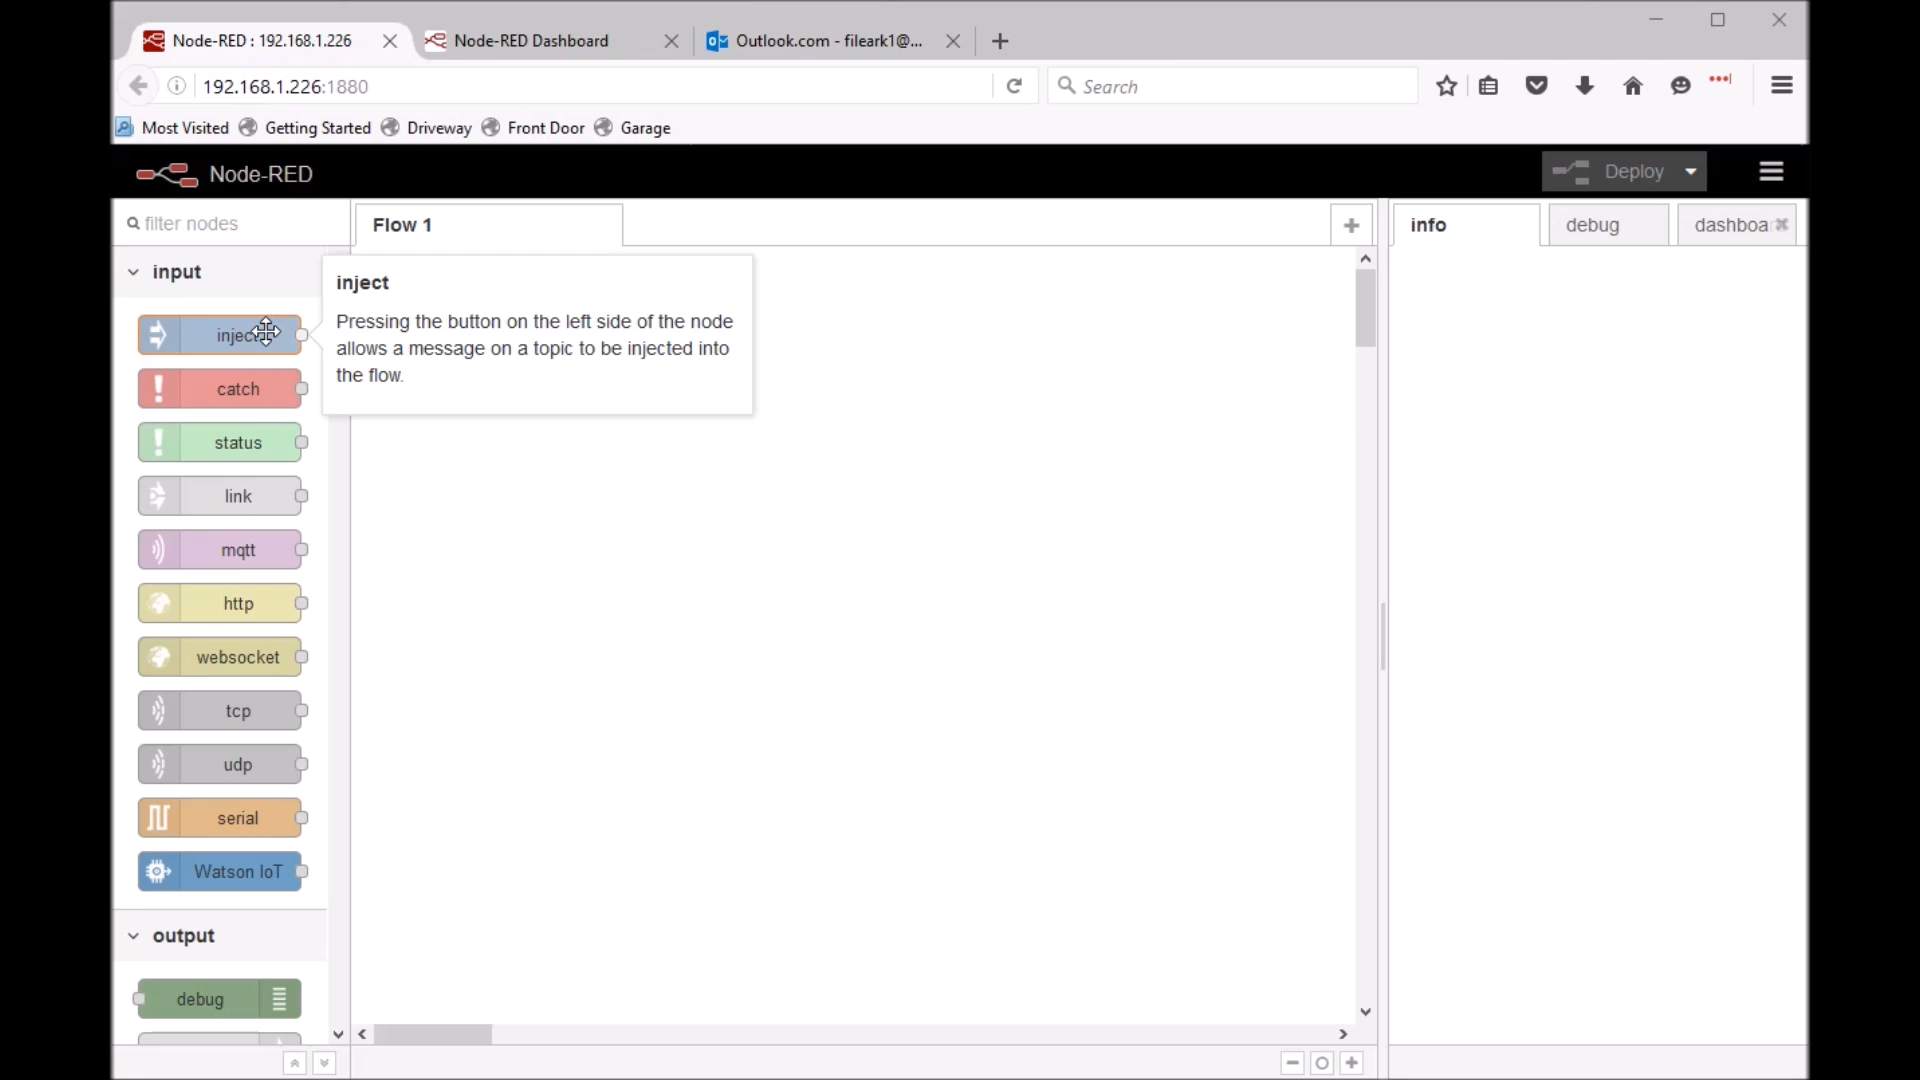 Node-RED : 192.168.1.226
Node-RED Dashboard
Outlook.com - fileark1@...
192.168.1.226:1880
Search
Most Visited
Getting Started
Driveway
Front Door
Garage
Node-RED
Deploy
filter nodes
Flow 1
info
debug
dashboa
input
inject
Pressing the button on the left side of the node
allows a message on a topic to be injected into
the flow.
inject
catch
status
link
mqtt
http
websocket
tcp
udp
serial
Watson IoT
output
debug